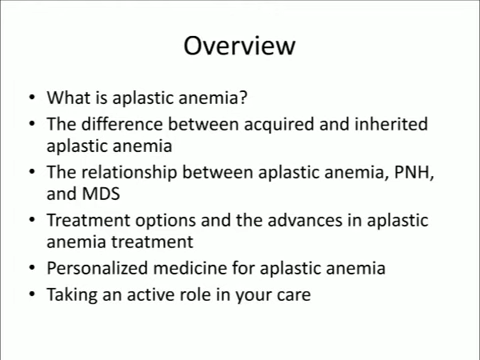 Overview
• What is aplastic anemia?
• The difference between acquired and inherited
aplastic anemia
• The relationship between aplastic anemia, PNH,
and MDS
• Treatment options and the advances in aplastic
anemia treatment
• Personalized medicine for aplastic anemia
• Taking an active role in your care